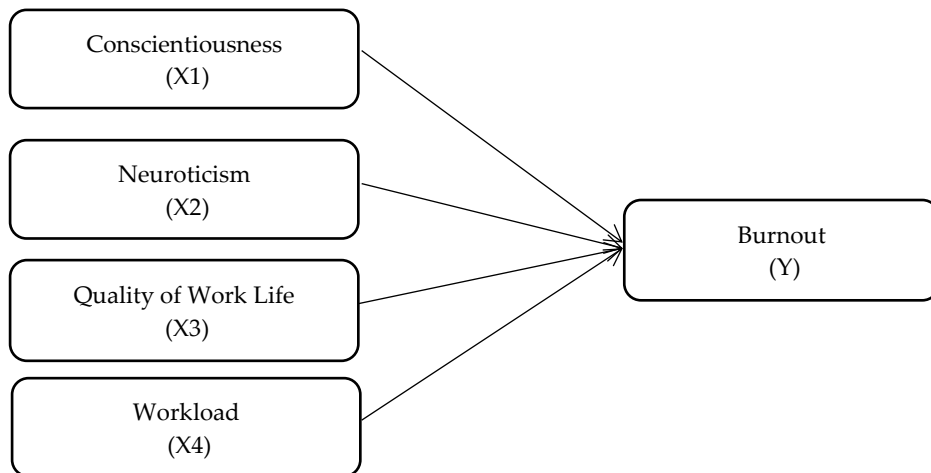 Conscientiousness
(X1)
Neuroticism
(X2)
Quality of Work Life
(X3)
Workload
(X4)
Burnout
(Y)